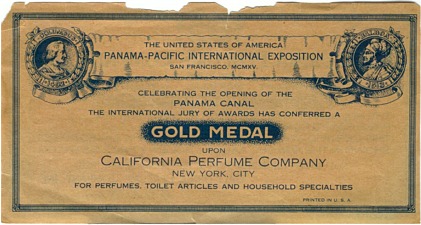 THE UNITED STATES OF AMERICA
PANAMA-PACIFIC INTERNATIONAL EXPOSITION
SAN FRANCISCO, MCMXV.
CELEBRATING THE OPENING OF THE
PANAMA CANAL
THE INTERNATIONAL JURY OF AWARDS HAS CONFERRED A
GOLD MEDAL
UPON
CALIFORNIA PERFUME COMPANY
NEW YORK, CITY
FOR PERFUMES, TOILET ARTICLES AND HOUSEHOLD SPECIALTIES
PRINTED IN U. S. A.